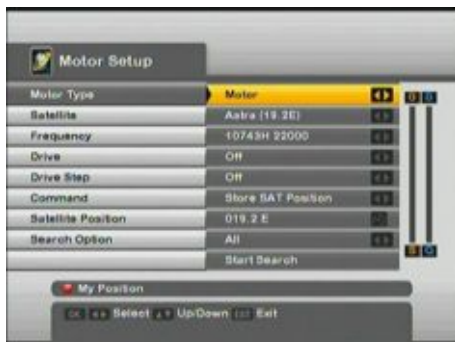 Motor Setup
Motor Type Motor
Satellite Astra (19.2E)
Frequency 10743H 22000
Drive Off
Drive Step Off
Command Store SAT Position
Satellite Position 019.2 E
Search Option All
Start Search
My Position
OK Select Up/Down Exit